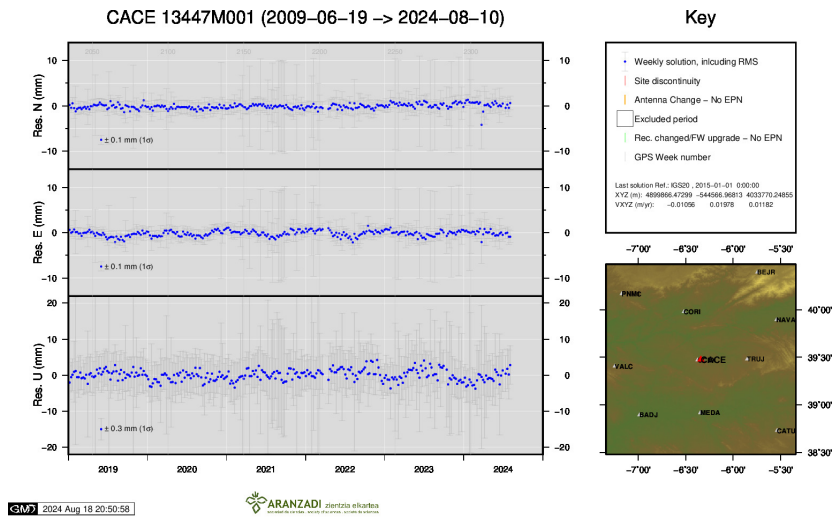 CACE 13447M001 (2009−06−19 −> 2024−08−10)
Key
2050 2100 2150 2200 2250 2300
Res. N (mm)
10
0
−10
10
0
−10
± 0.1 mm (1σ)
Res. E (mm)
10
0
−10
10
0
−10
± 0.1 mm (1σ)
Res. U (mm)
20
10
0
−10
−20
20
10
0
−10
−20
± 0.3 mm (1σ)
2019 2020 2021 2022 2023 2024
Weekly solution, inlcuding RMS
Site discontinuity
Antenna Change − No EPN
Excluded period
Rec. changed/FW upgrade − No EPN
GPS Week number
Last solution Ref.: IGS20 , 2015−01−01 0:00:00
XYZ (m): 4899866.47299 −544566.96813 4033770.24855
VXYZ (m/yr): −0.01056 0.01978 0.01182
−7˚00' −6˚30' −6˚00' −5˚30'
BEJR
PNMC
CORI
40˚00'
NAVA
CACE
TRUJ
39˚30'
VALC
39˚00'
BADJ
MEDA
CATU
38˚30'
−7˚00' −6˚30' −6˚00' −5˚30'
GMT 2024 Aug 18 20:50:58
ARANZADI zientzia elkartea